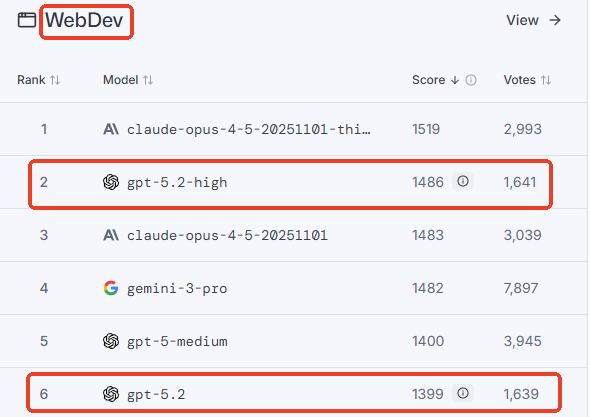 WebDev View →
Rank ↑↓ Model ↑↓ Score ↓ Votes ↑↓
1 claude-opus-4-5-20251101-thi... 1519 2,993
2 gpt-5.2-high 1486 1,641
3 claude-opus-4-5-20251101 1483 3,039
4 gemini-3-pro 1482 7,897
5 gpt-5-medium 1400 3,945
6 gpt-5.2 1399 1,639